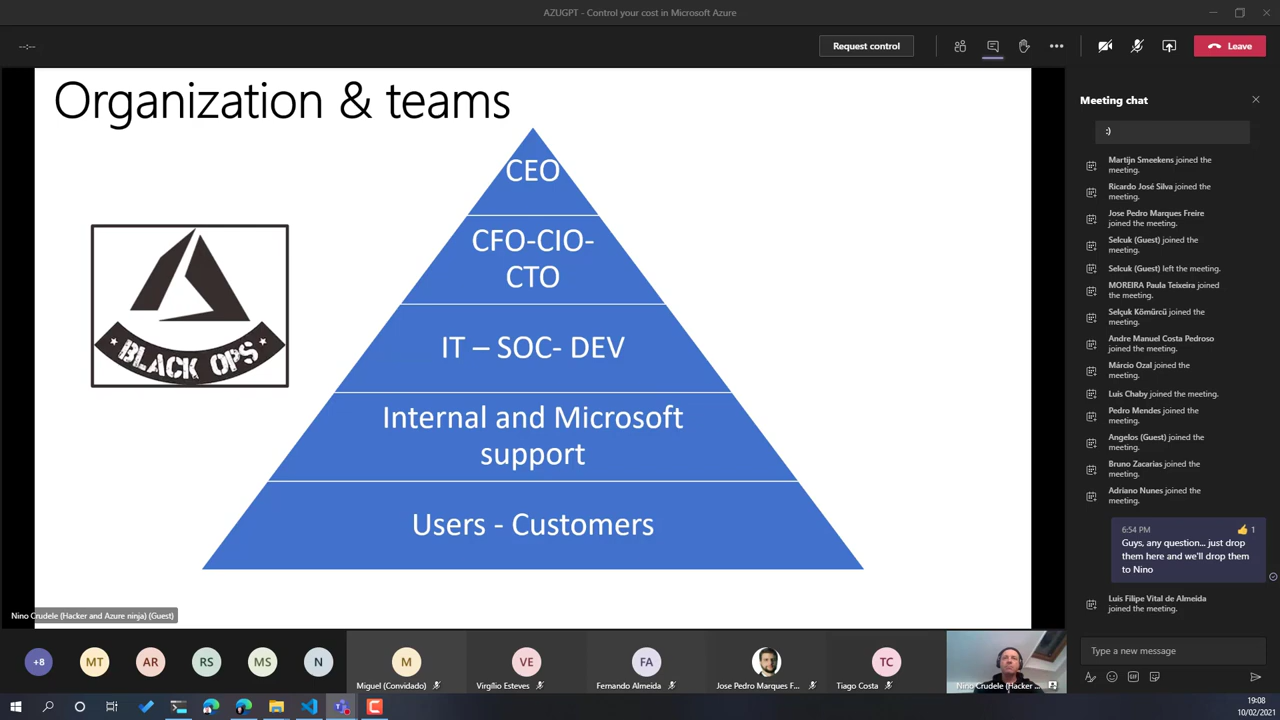 AZUGPT - Control your cost in Microsoft Azure
--:--
Request control
Leave
Organization & teams
CEO
CFO-CIO-
CTO
IT – SOC- DEV
Internal and Microsoft
support
Users - Customers
BLACK OPS
Nino Crudele (Hacker and Azure ninja) (Guest)
Meeting chat
:)
Martijn Smeekens joined the
meeting.
Ricardo José Silva joined the
meeting.
Jose Pedro Marques Freire
joined the meeting.
Selcuk (Guest) joined the
meeting.
Selcuk (Guest) left the meeting.
MOREIRA Paula Teixeira joined
the meeting.
Selçuk Kömürcü joined the
meeting.
Andre Manuel Costa Pedroso
joined the meeting.
Márcio Ozal joined the
meeting.
Luis Chaby joined the meeting.
Pedro Mendes joined the
meeting.
Angelos (Guest) joined the
meeting.
Bruno Zacarias joined the
meeting.
Adriano Nunes joined the
meeting.
6:54 PM
1
Guys, any question... just drop
them here and we'll drop them
to Nino
Luis Filipe Vital de Almeida
joined the meeting.
Type a new message
+8
MT
AR
RS
MS
N
M
Miguel (Convidado)
VE
Virgílio Esteves
FA
Fernando Almeida
Jose Pedro Marques F...
TC
Tiago Costa
Nino Crudele (Hacker ...
19:08
10/02/2021